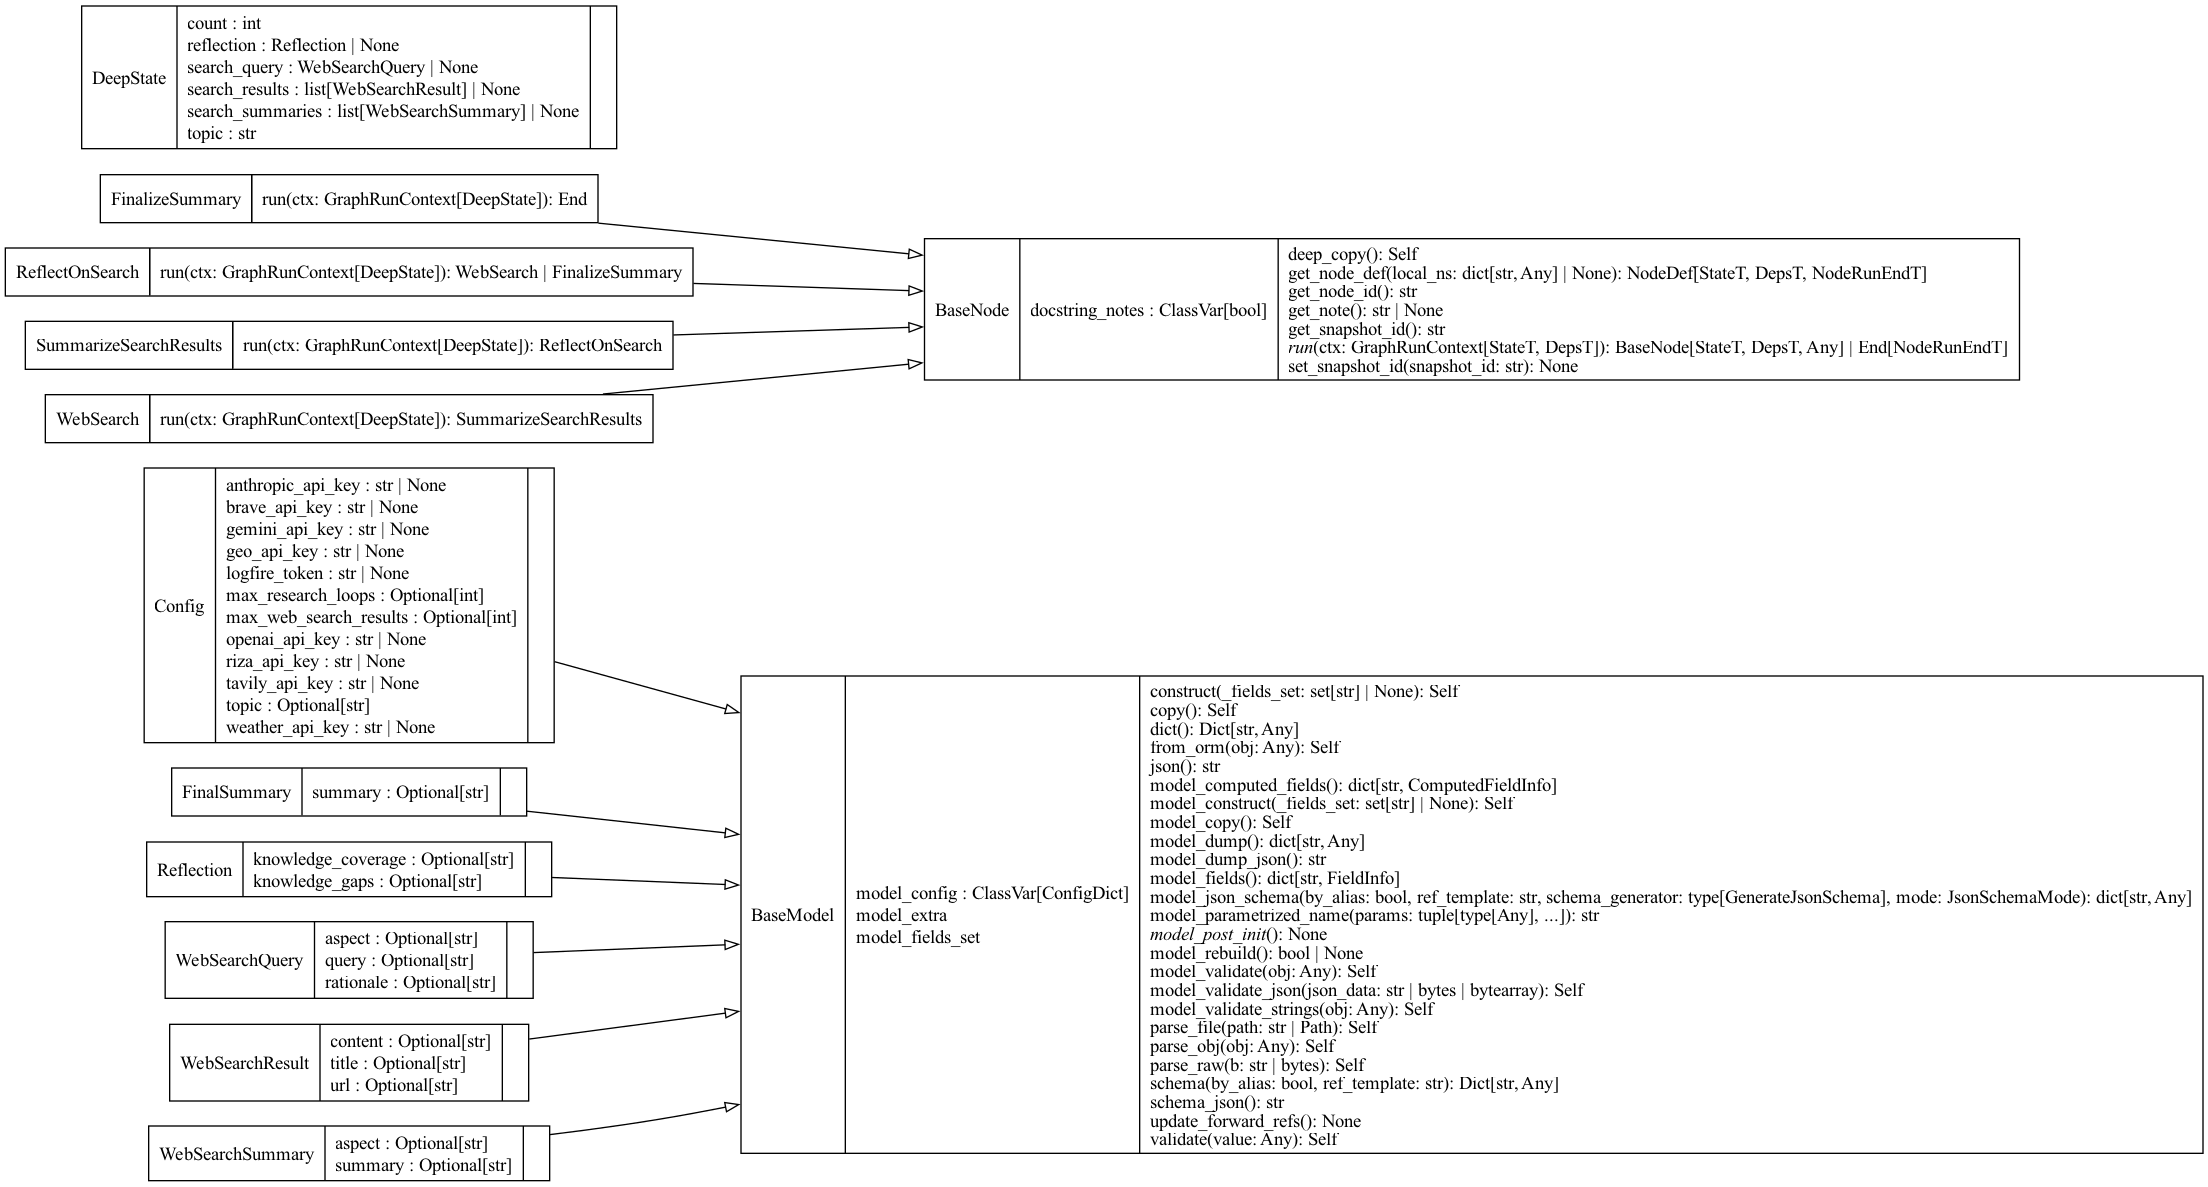 DeepState
count : int
reflection : Reflection | None
search_query : WebSearchQuery | None
search_results : list[WebSearchResult] | None
search_summaries : list[WebSearchSummary] | None
topic : str
FinalizeSummary
run(ctx: GraphRunContext[DeepState]): End
ReflectOnSearch
run(ctx: GraphRunContext[DeepState]): WebSearch | FinalizeSummary
SummarizeSearchResults
run(ctx: GraphRunContext[DeepState]): ReflectOnSearch
WebSearch
run(ctx: GraphRunContext[DeepState]): SummarizeSearchResults
BaseNode
docstring_notes : ClassVar[bool]
deep_copy(): Self
get_node_def(local_ns: dict[str, Any] | None): NodeDef[StateT, DepsT, NodeRunEndT]
get_node_id(): str
get_note(): str | None
get_snapshot_id(): str
run(ctx: GraphRunContext[StateT, DepsT]): BaseNode[StateT, DepsT, Any] | End[NodeRunEndT]
set_snapshot_id(snapshot_id: str): None
Config
anthropic_api_key : str | None
brave_api_key : str | None
gemini_api_key : str | None
geo_api_key : str | None
logfire_token : str | None
max_research_loops : Optional[int]
max_web_search_results : Optional[int]
openai_api_key : str | None
riza_api_key : str | None
tavily_api_key : str | None
topic : Optional[str]
weather_api_key : str | None
FinalSummary
summary : Optional[str]
Reflection
knowledge_coverage : Optional[str]
knowledge_gaps : Optional[str]
WebSearchQuery
aspect : Optional[str]
query : Optional[str]
rationale : Optional[str]
WebSearchResult
content : Optional[str]
title : Optional[str]
url : Optional[str]
WebSearchSummary
aspect : Optional[str]
summary : Optional[str]
BaseModel
model_config : ClassVar[ConfigDict]
model_extra
model_fields_set
construct(_fields_set: set[str] | None): Self
copy(): Self
dict(): Dict[str, Any]
from_orm(obj: Any): Self
json(): str
model_computed_fields(): dict[str, ComputedFieldInfo]
model_construct(_fields_set: set[str] | None): Self
model_copy(): Self
model_dump(): dict[str, Any]
model_dump_json(): str
model_fields(): dict[str, FieldInfo]
model_json_schema(by_alias: bool, ref_template: str, schema_generator: type[GenerateJsonSchema], mode: JsonSchemaMode): dict[str, Any]
model_parametrized_name(params: tuple[type[Any], ...]): str
model_post_init(): None
model_rebuild(): bool | None
model_validate(obj: Any): Self
model_validate_json(json_data: str | bytes | bytearray): Self
model_validate_strings(obj: Any): Self
parse_file(path: str | Path): Self
parse_obj(obj: Any): Self
parse_raw(b: str | bytes): Self
schema(by_alias: bool, ref_template: str): Dict[str, Any]
schema_json(): str
update_forward_refs(): None
validate(value: Any): Self